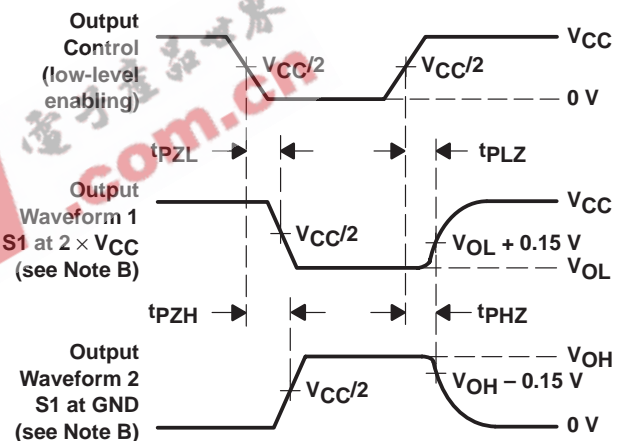 Output
Control
(low-level
enabling)
VCC/2
VCC/2
VCC
0 V
tPZL
tPLZ
Output
Waveform 1
S1 at 2 × VCC
(see Note B)
VCC/2
VCC
VOL + 0.15 V
VOL
tPZH
tPHZ
Output
Waveform 2
S1 at GND
(see Note B)
VCC/2
VOH
VOH − 0.15 V
0 V
.com.cn